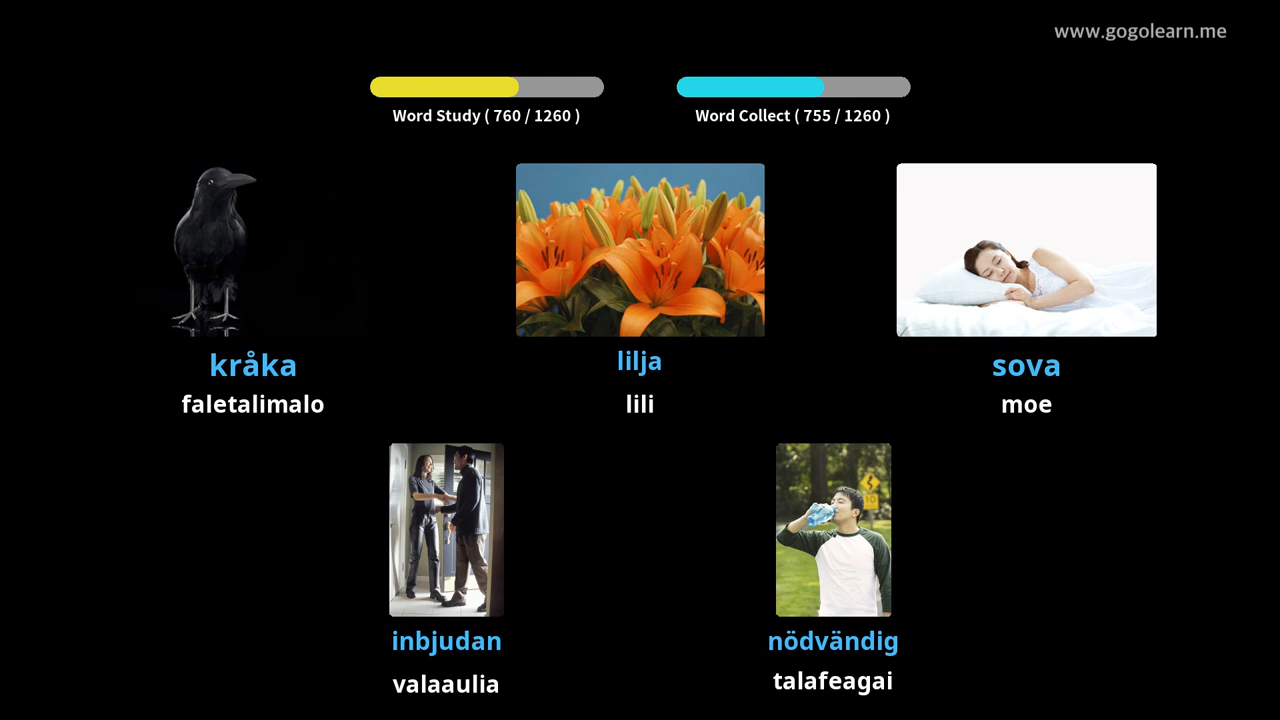 www.gogolearn.me
Word Study ( 760 / 1260 )
Word Collect ( 755 / 1260 )
kråka
faletalimalo
lilja
lili
sova
moe
inbjudan
valaaulia
nödvändig
talafeagai